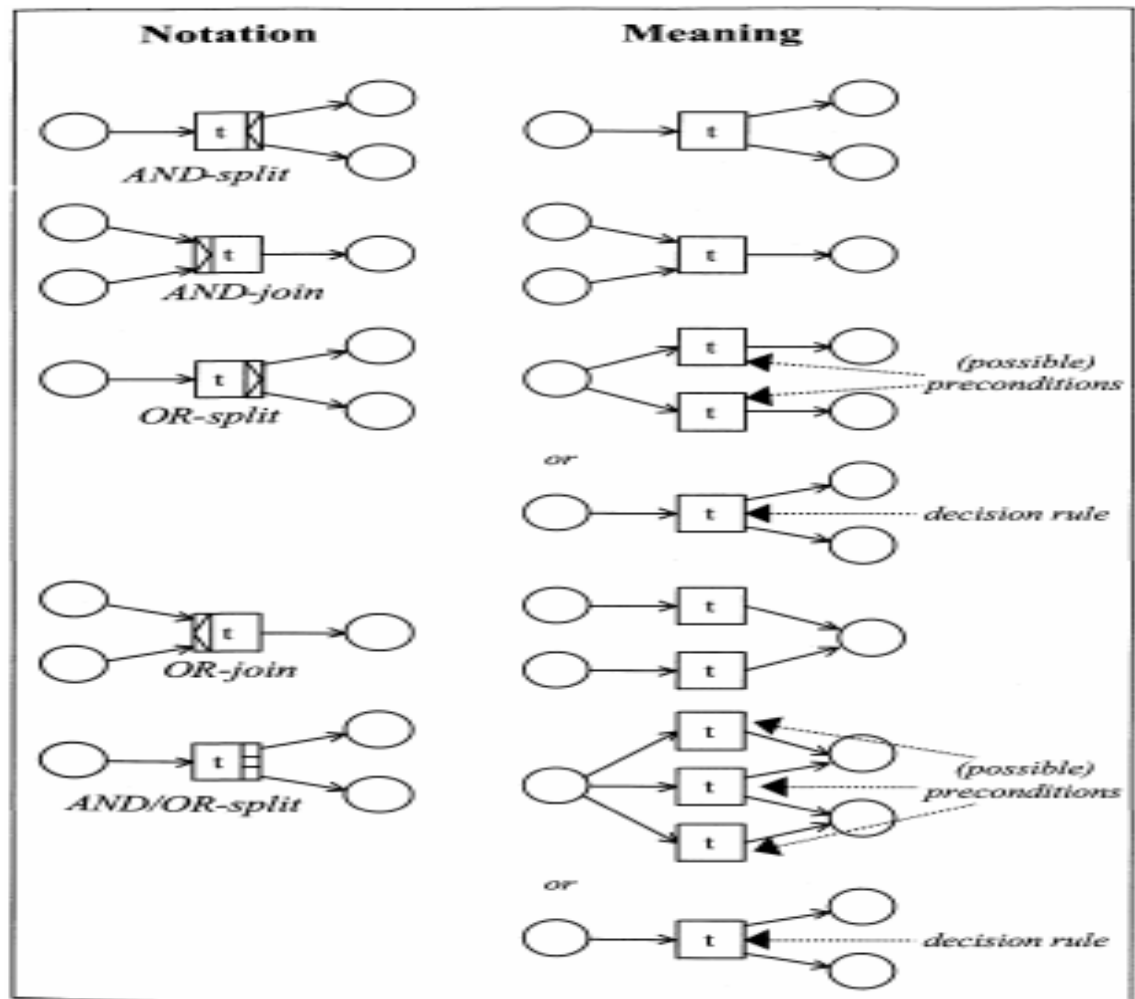 Notation Meaning
t t
AND-split
t t
AND-join
t t (possible)
preconditions
t
OR-split
or
t decision rule
t t
t
OR-join
t
t t (possible)
preconditions
AND/OR-split
t
or
t decision rule